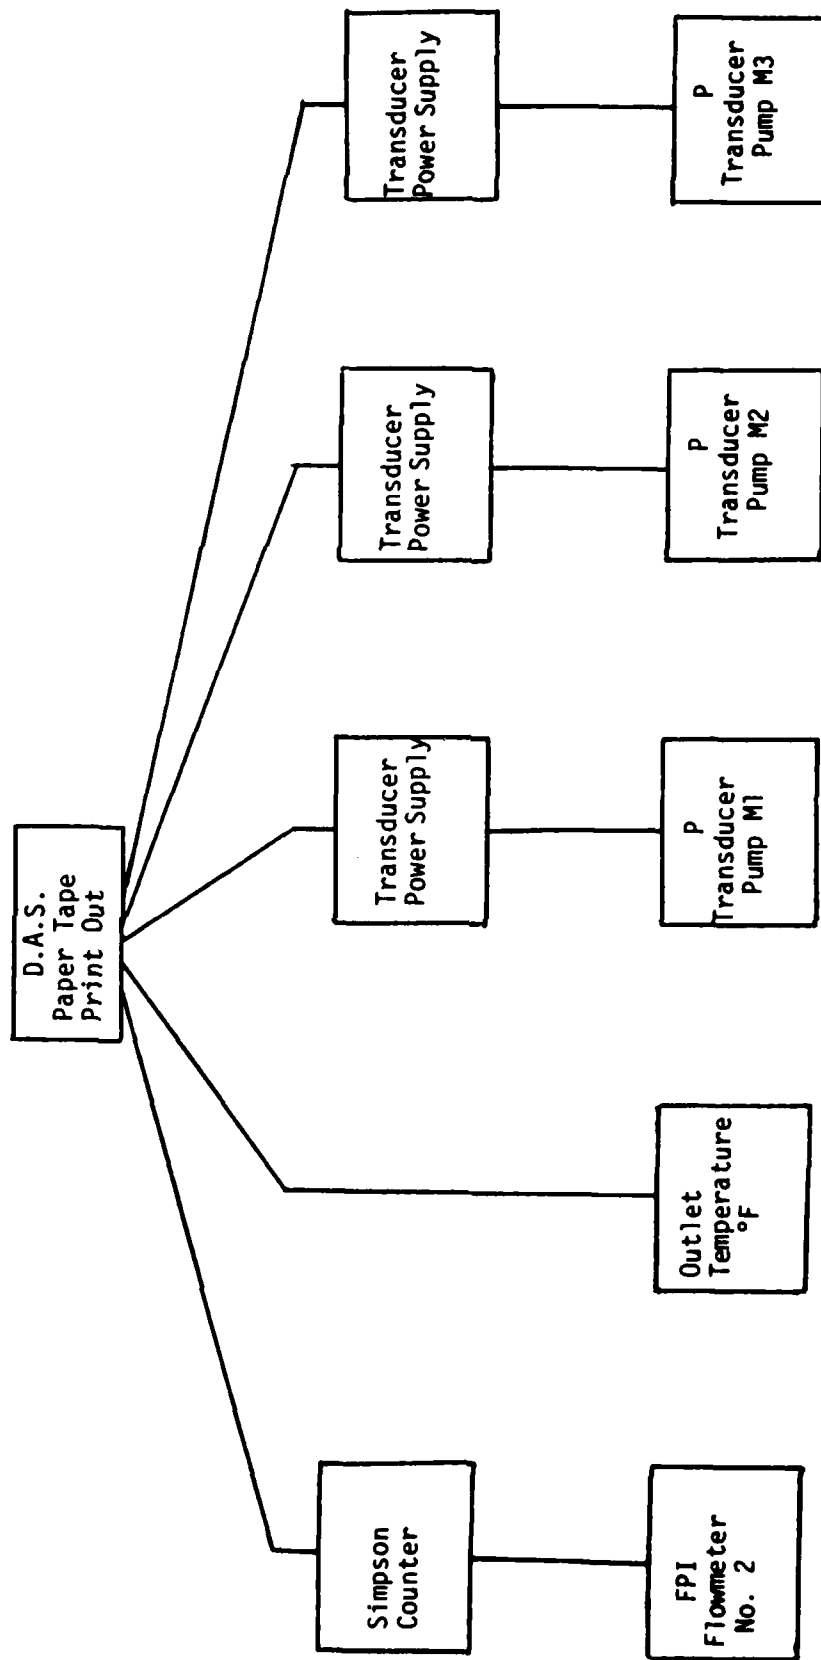 D.A.S.
Paper Tape
Print Out
Simpson
Counter
FPI
Flowmeter
No. 2
Outlet
Temperature
°F
Transducer
Power Supply
P
Transducer
Pump M1
Transducer
Power Supply
P
Transducer
Pump M2
Transducer
Power Supply
P
Transducer
Pump M3